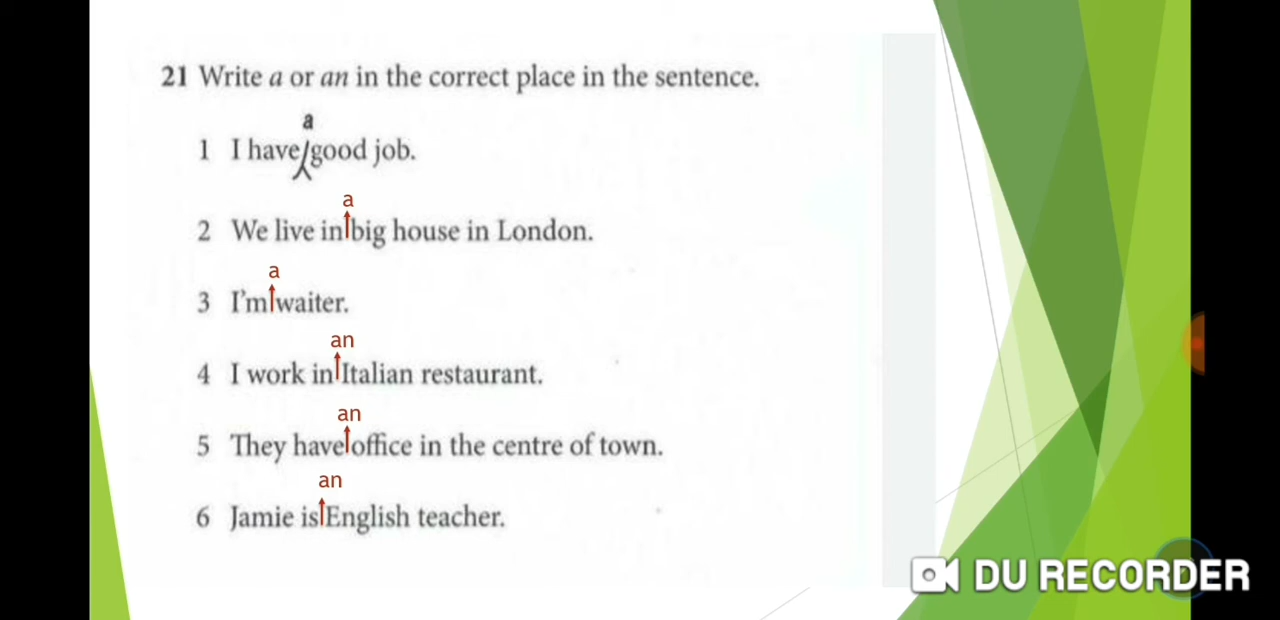 21 Write a or an in the correct place in the sentence.
a
1 I have good job.
a
2 We live in big house in London.
a
3 I'm waiter.
an
4 I work in Italian restaurant.
an
5 They have office in the centre of town.
an
6 Jamie is English teacher.
DU RECORDER